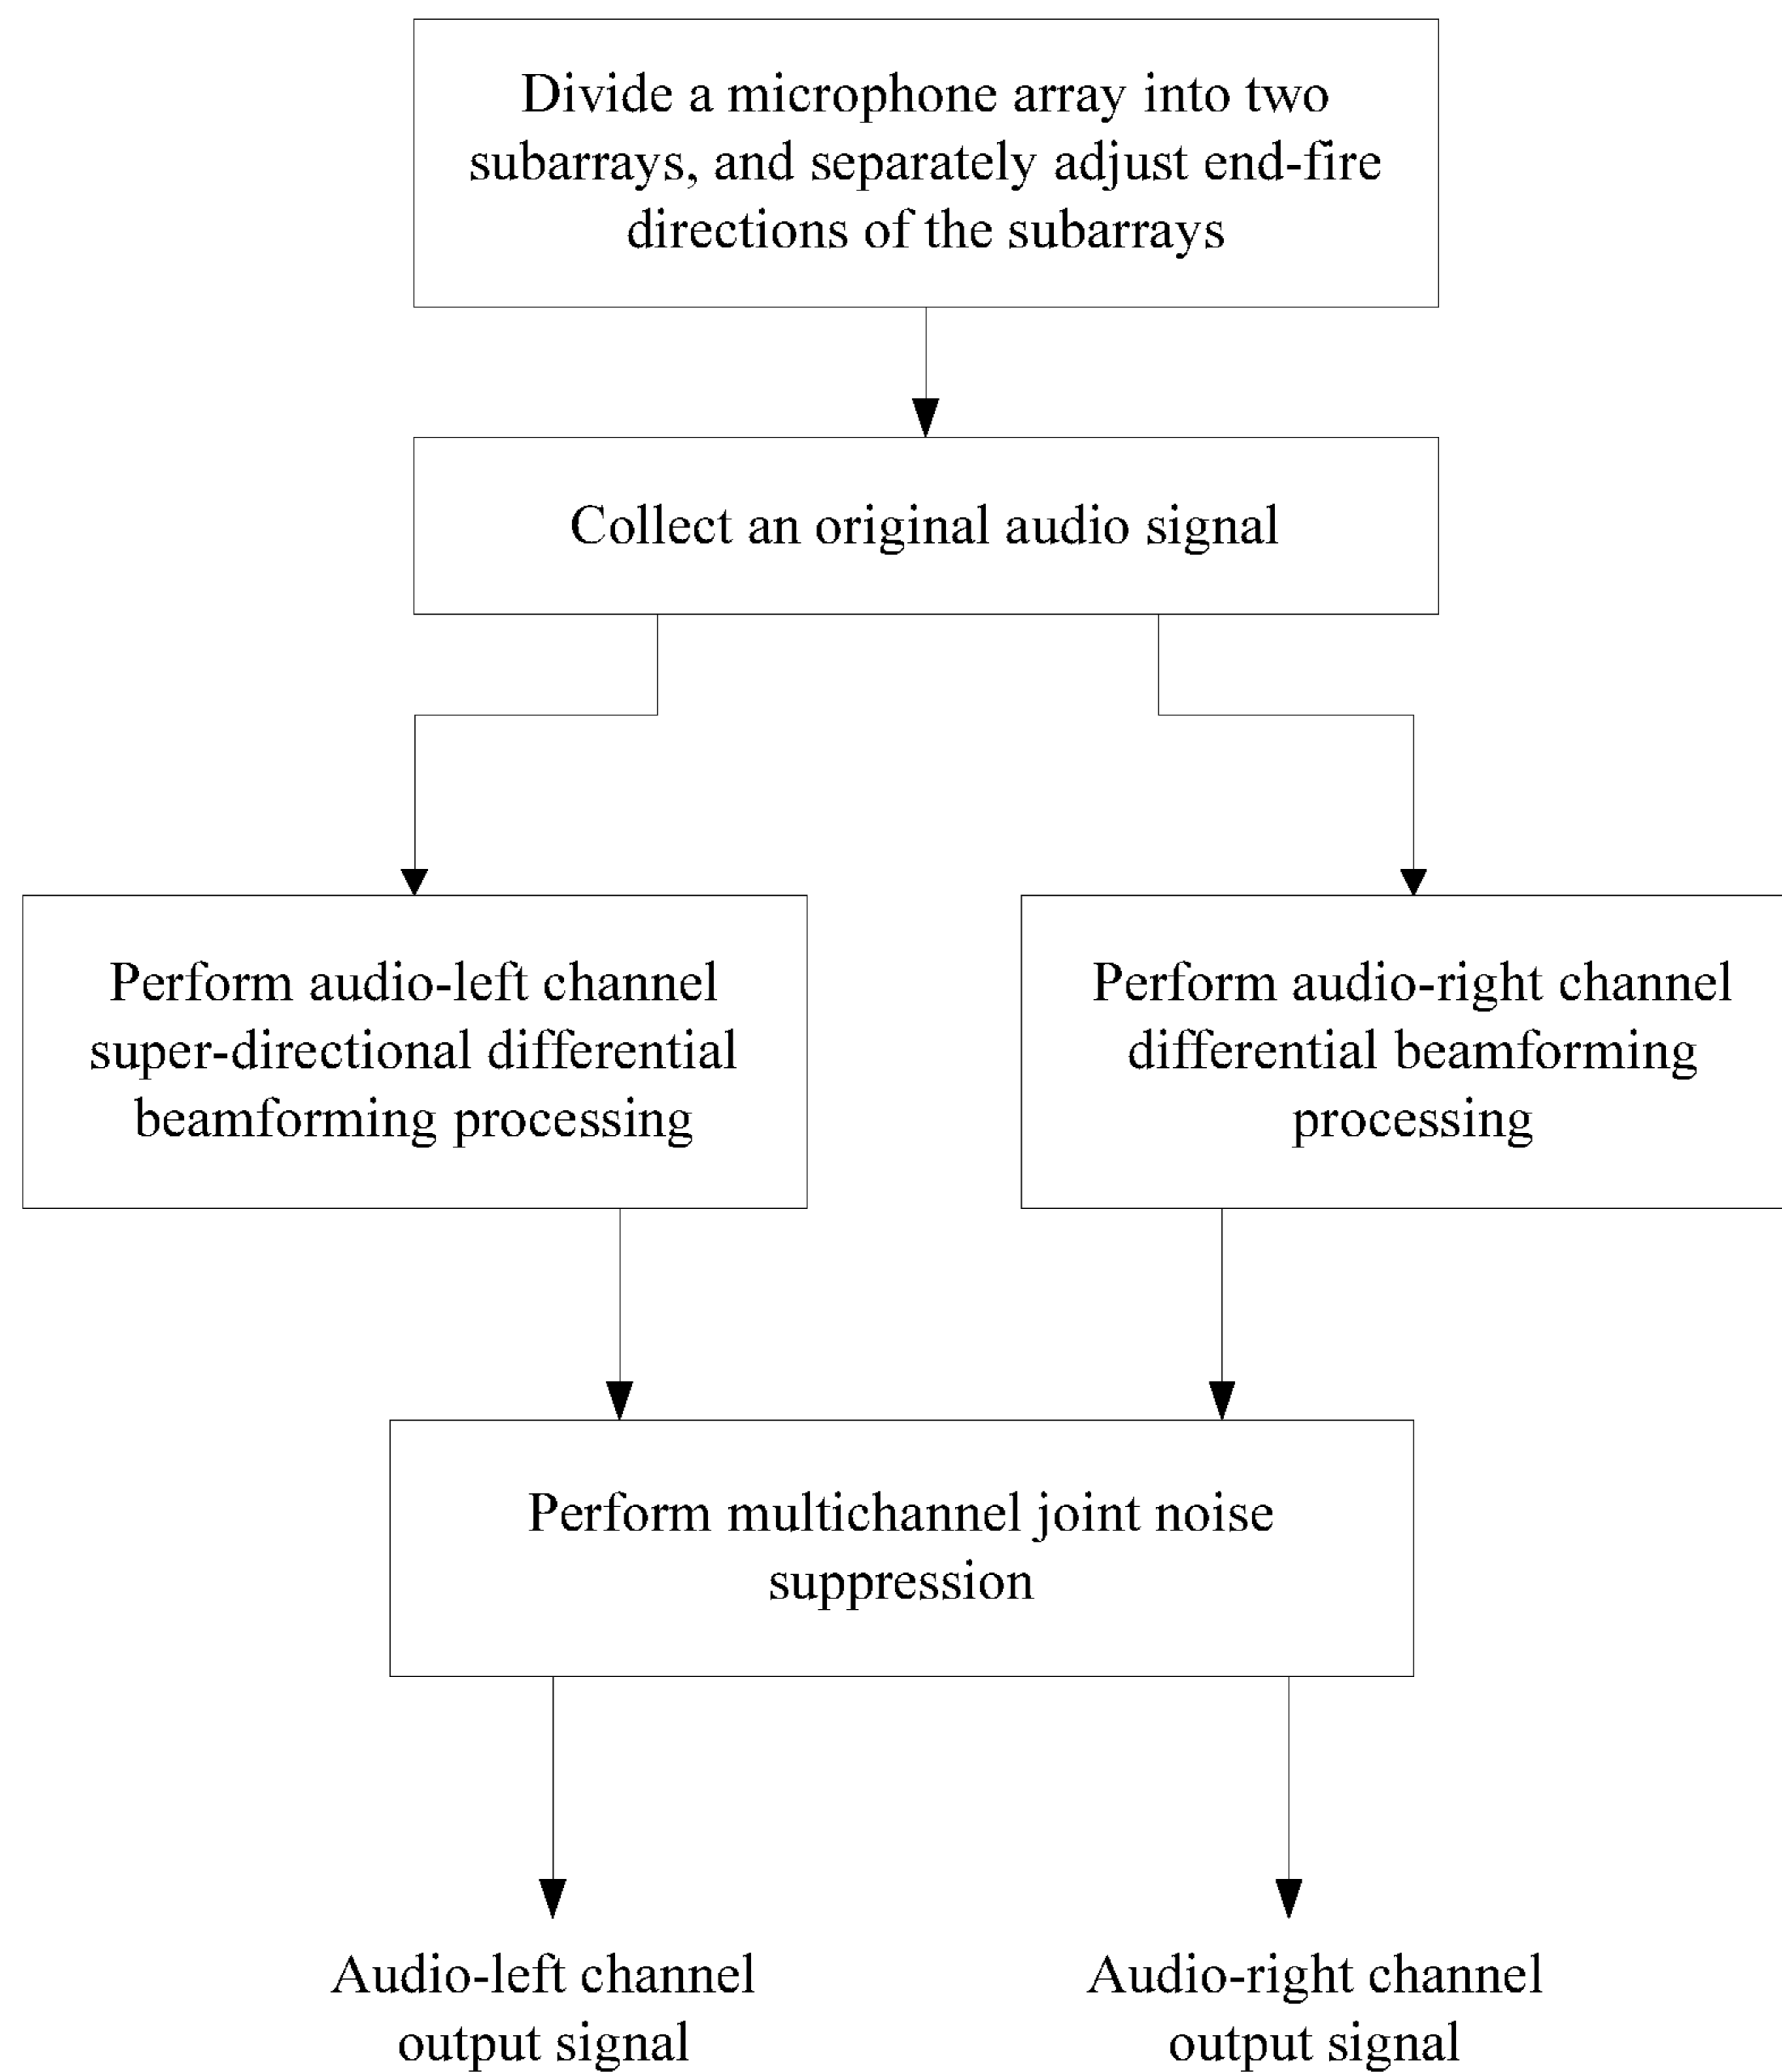 Divide a microphone array into two
subarrays, and separately adjust end-fire
directions of the subarrays
Collect an original audio signal
Perform audio-left channel
super-directional differential
beamforming processing
Perform audio-right channel
differential beamforming
processing
Perform multichannel joint noise
suppression
Audio-left channel
output signal
Audio-right channel
output signal